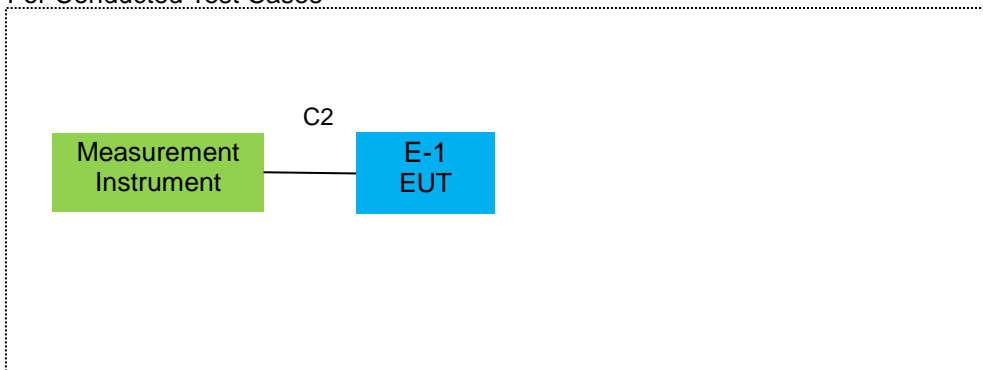 For Conducted Test Cases
C2
Measurement
Instrument
E-1
EUT